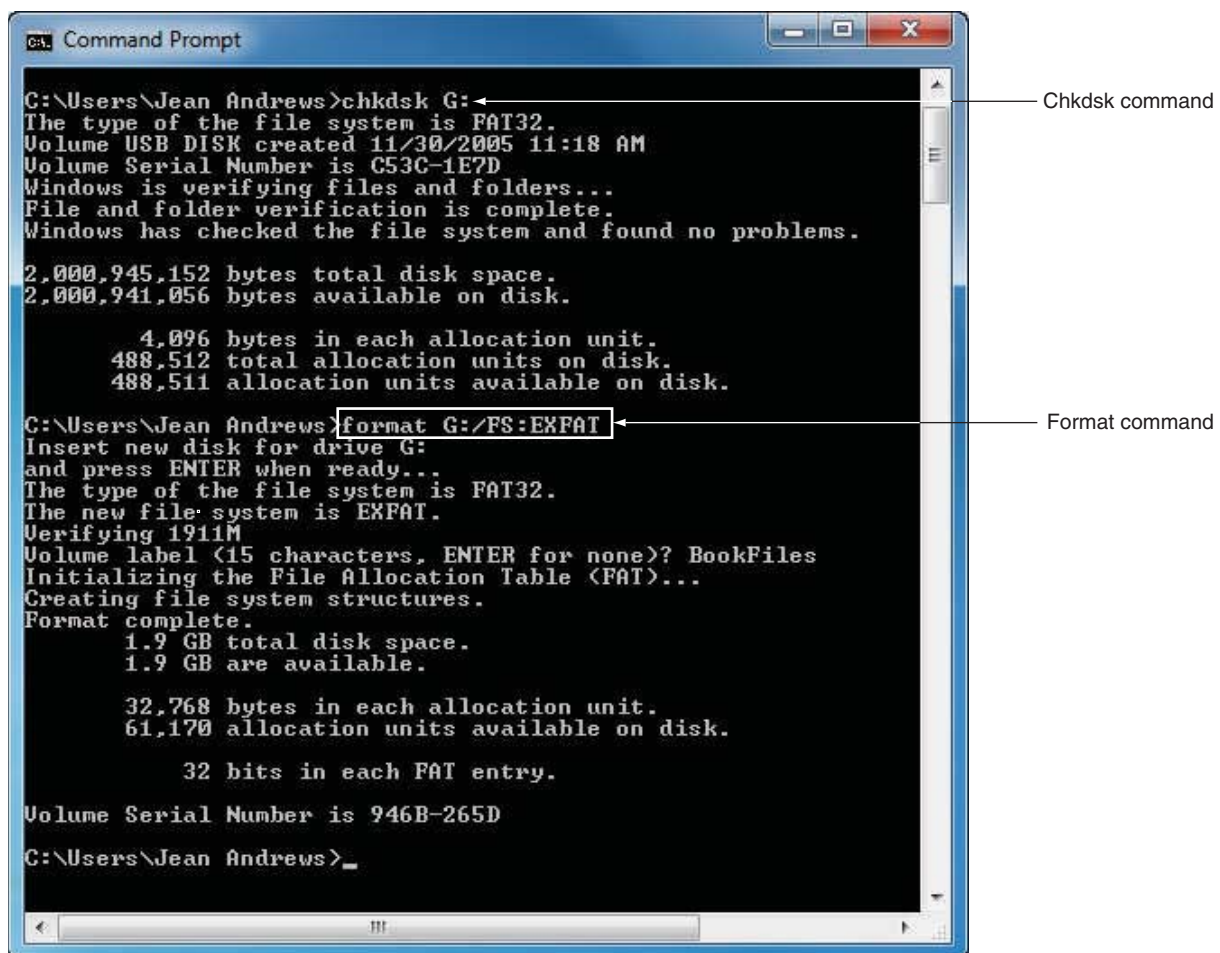 Command Prompt
C:\Users\Jean Andrews>chkdsk G:
Chkdsk command
The type of the file system is FAT32.
Volume USB DISK created 11/30/2005 11:18 AM
Volume Serial Number is C53C-1E7D
Windows is verifying files and folders...
File and folder verification is complete.
Windows has checked the file system and found no problems.
2,000,945,152 bytes total disk space.
2,000,941,056 bytes available on disk.
4,096 bytes in each allocation unit.
488,512 total allocation units on disk.
488,511 allocation units available on disk.
C:\Users\Jean Andrews>format G:/FS:EXFAT
Format command
Insert new disk for drive G:
and press ENTER when ready...
The type of the file system is FAT32.
The new file system is EXFAT.
Verifying 1911M
Volume label (15 characters, ENTER for none)? BookFiles
Initializing the File Allocation Table (FAT)...
Creating file system structures.
Format complete.
1.9 GB total disk space.
1.9 GB are available.
32,768 bytes in each allocation unit.
61,170 allocation units available on disk.
32 bits in each FAT entry.
Volume Serial Number is 946B-265D
C:\Users\Jean Andrews>_